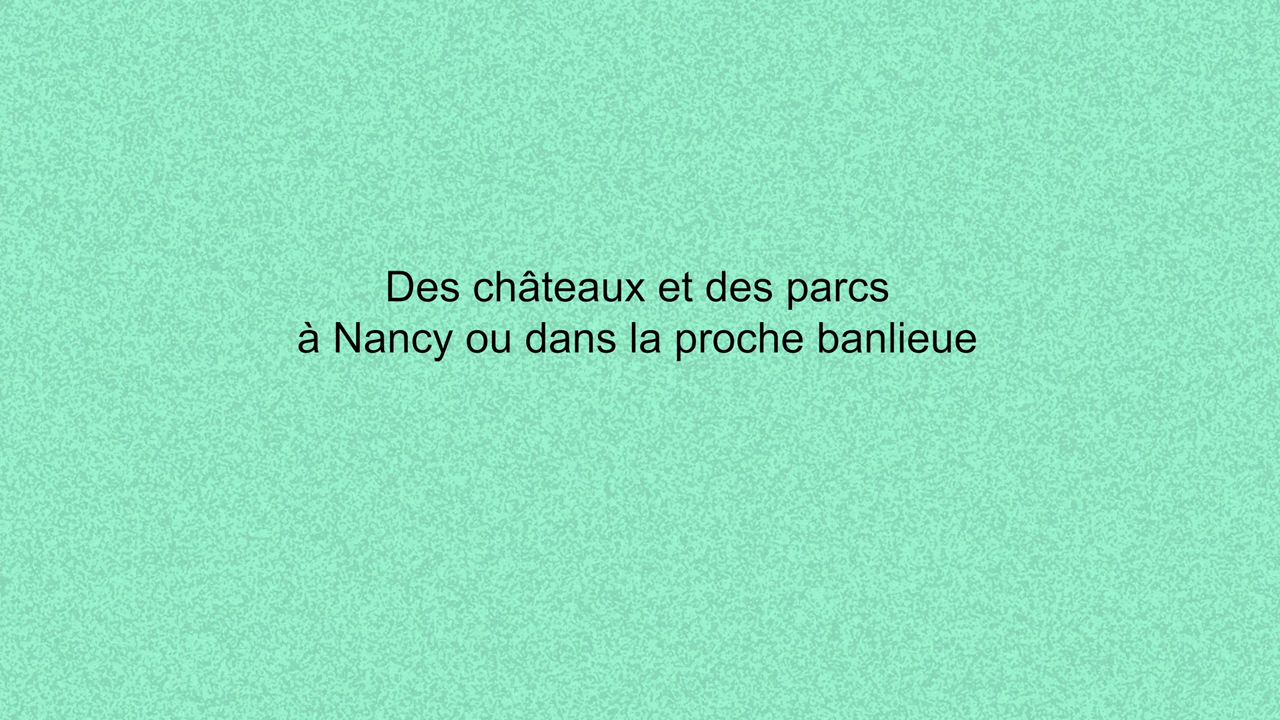 Des châteaux et des parcs
à Nancy ou dans la proche banlieue